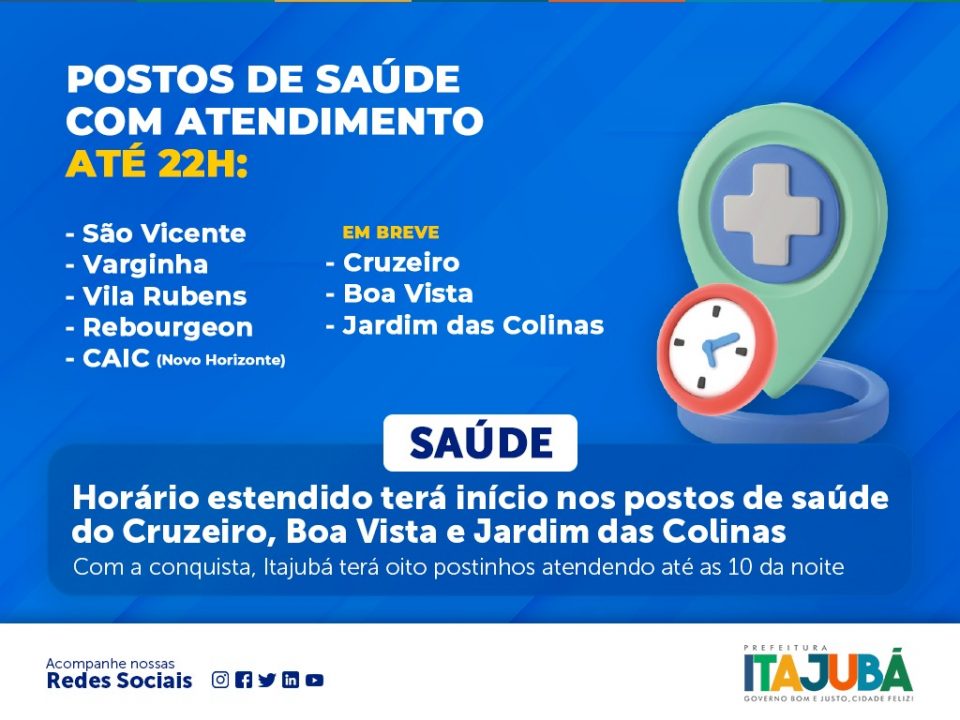 POSTOS DE SAÚDE
COM ATENDIMENTO
ATÉ 22H:
- São Vicente
- Varginha
- Vila Rubens
- Rebourgeon
- CAIC (Novo Horizonte)
EM BREVE
- Cruzeiro
- Boa Vista
- Jardim das Colinas
SAÚDE
Horário estendido terá início nos postos de saúde
do Cruzeiro, Boa Vista e Jardim das Colinas
Com a conquista, Itajubá terá oito postinhos atendendo até as 10 da noite
Acompanhe nossas
Redes Sociais
PREFEITURA
ITAJUBÁ
GOVERNO BOM E JUSTO, CIDADE FELIZ!